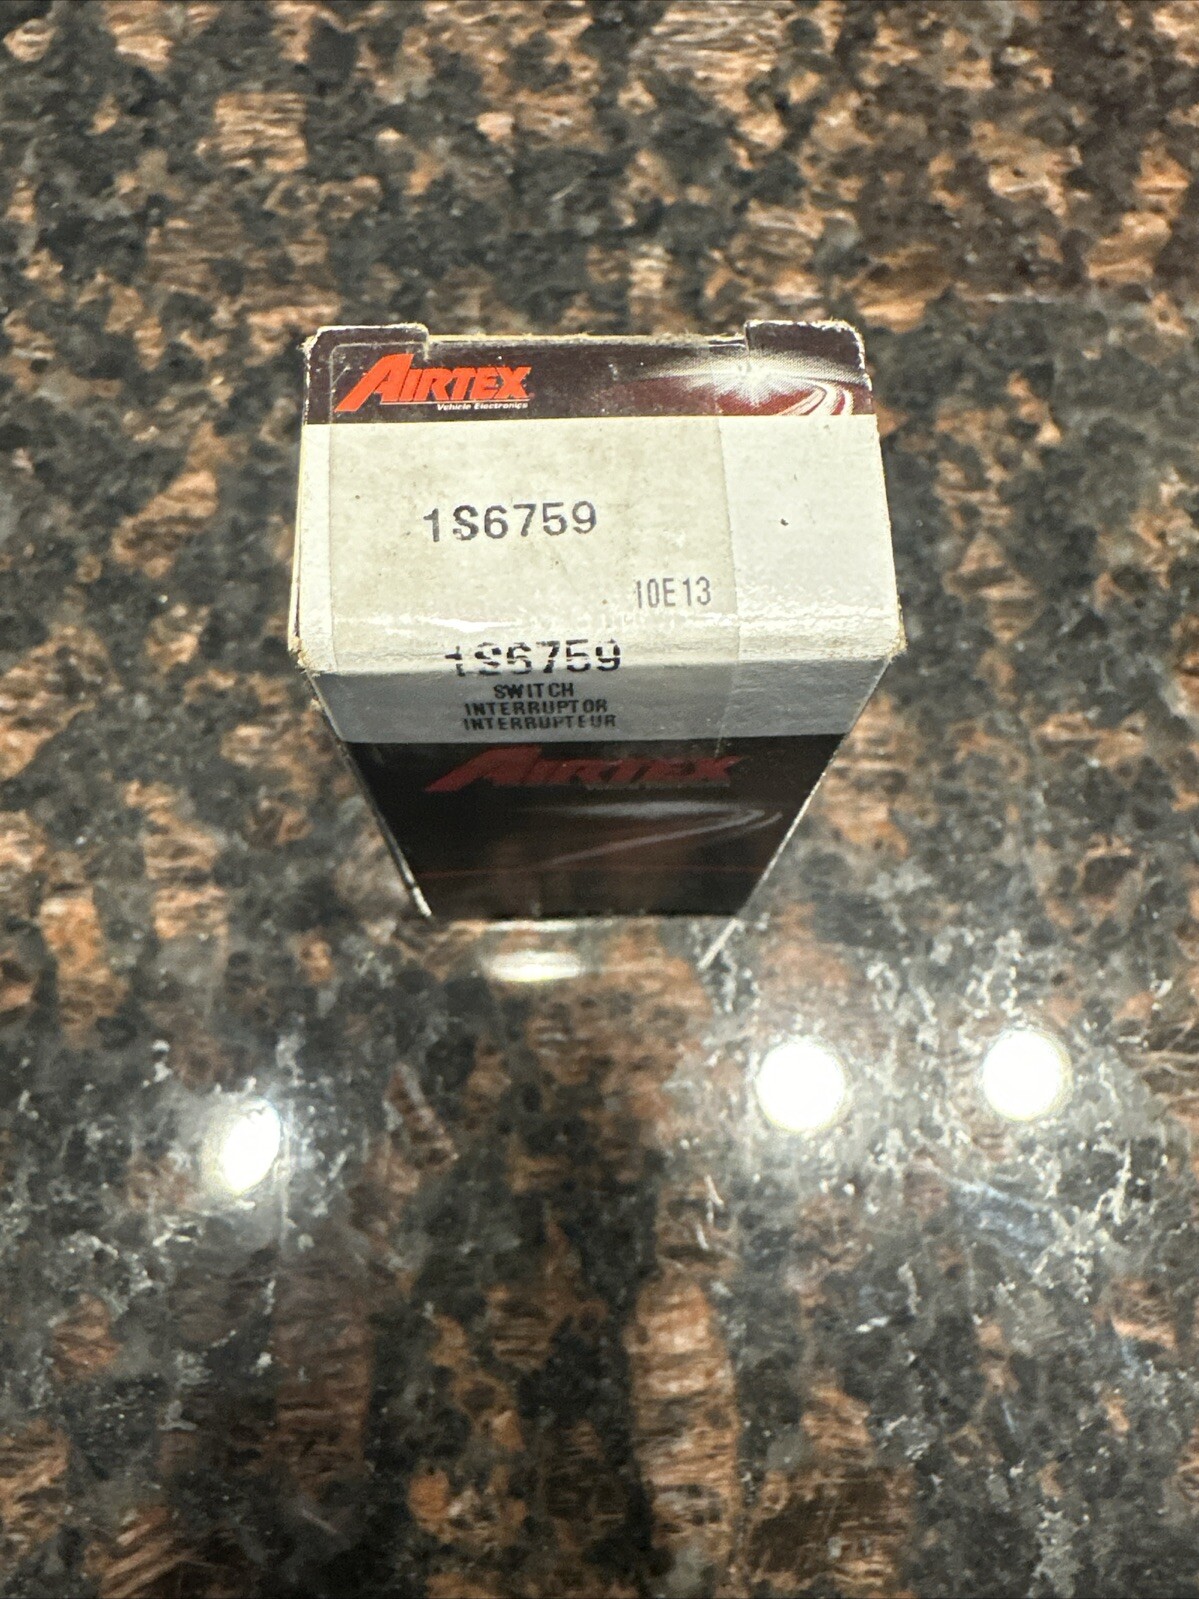 AIRTEX
Vehicle Electronics
1S6759
10E13
1S6759
SWITCH
INTERRUPTOR
INTERRUPTEUR
AIRTEX